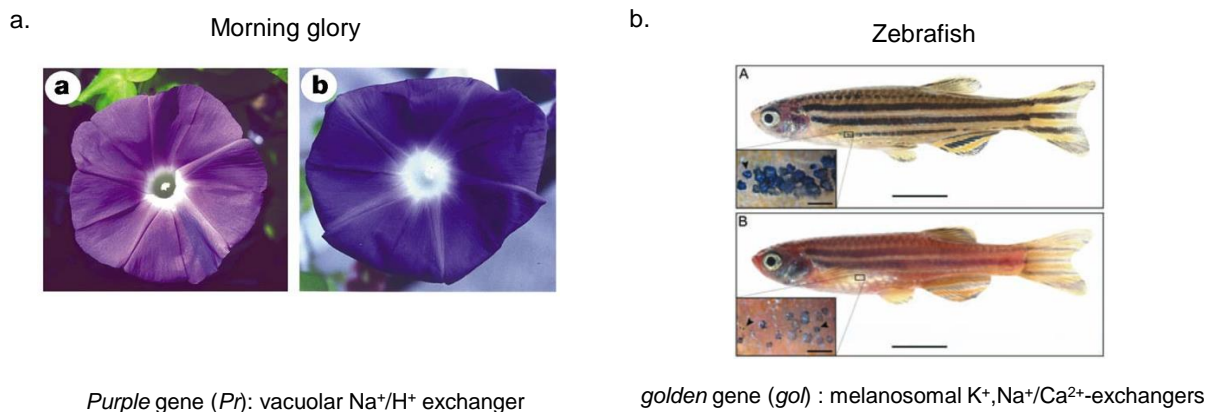 a.
Morning glory
a
b
Purple gene (Pr): vacuolar Na⁺/H⁺ exchanger
b.
Zebrafish
A
B
golden gene (gol) : melanosomal K⁺,Na⁺/Ca²⁺-exchangers